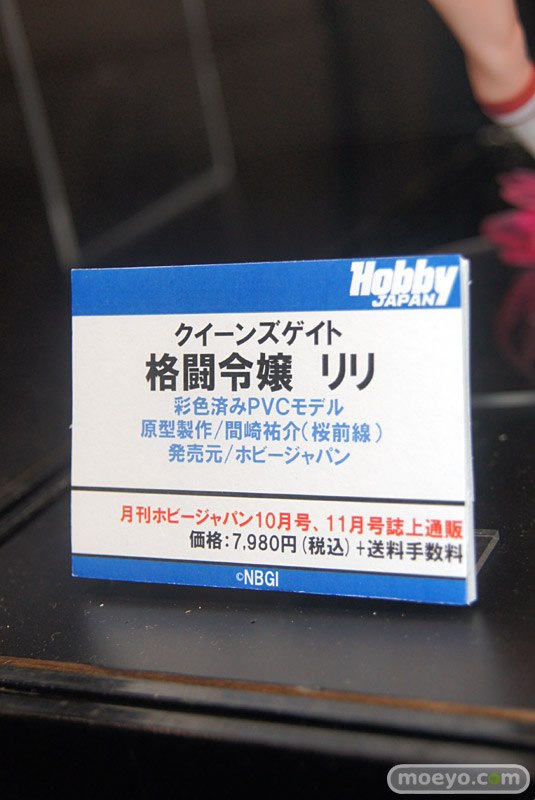 Hobby
JAPAN
クイーンズゲイト
格闘令嬢 リリ
彩色済みPVCモデル
原型製作/間崎祐介(桜前線)
発売元/ホビージャパン
月刊ホビージャパン10月号、11月号誌上通販
価格:7,980円(税込)+送料手数料
©NBGI
moeyo.com